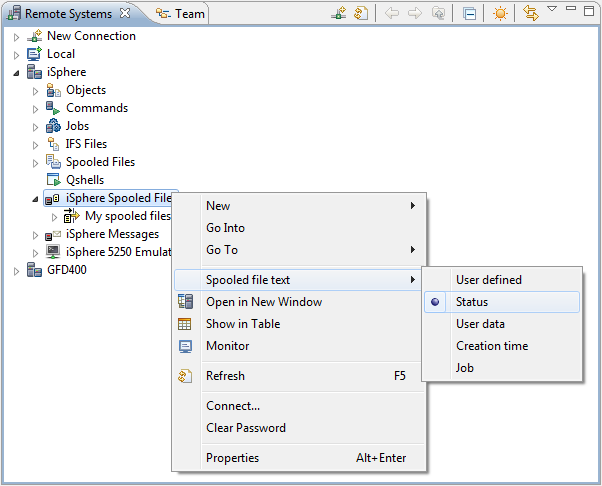 Remote Systems Team
New Connection
Local
iSphere
Objects
Commands
Jobs
IFS Files
Spooled Files
Qshells
iSphere Spooled File
My spooled files
iSphere Messages
iSphere 5250 Emulat
GFD400
New
Go Into
Go To
Spooled file text
Open in New Window
Show in Table
Monitor
Refresh F5
Connect...
Clear Password
Properties Alt+Enter
User defined
Status
User data
Creation time
Job